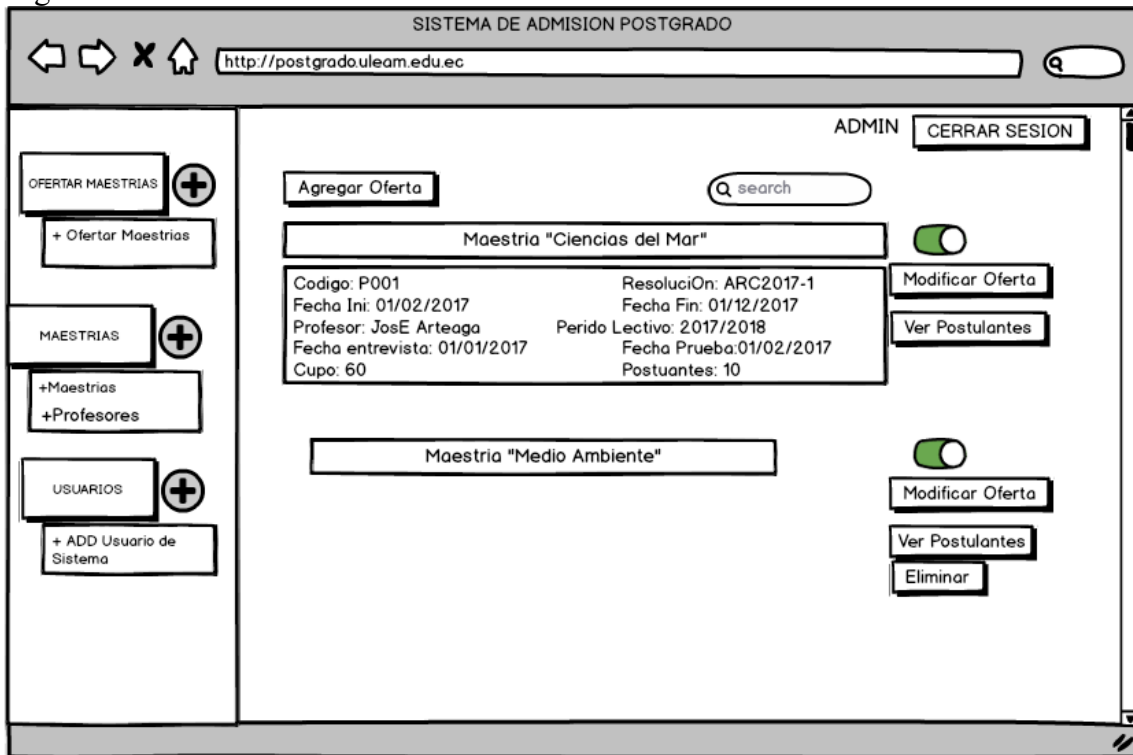 SISTEMA DE ADMISION POSTGRADO
http://postgrado.uleam.edu.ec
ADMIN
CERRAR SESION
OFERTAR MAESTRIAS
+ Ofertar Maestrias
MAESTRIAS
+Maestrias
+Profesores
USUARIOS
+ ADD Usuario de
Sistema
Agregar Oferta
search
Maestria "Ciencias del Mar"
Codigo: P001 ResoluciOn: ARC2017-1
Fecha Ini: 01/02/2017 Fecha Fin: 01/12/2017
Profesor: JosE Arteaga Perido Lectivo: 2017/2018
Fecha entrevista: 01/01/2017 Fecha Prueba:01/02/2017
Cupo: 60 Postuantes: 10
Modificar Oferta
Ver Postulantes
Maestria "Medio Ambiente"
Modificar Oferta
Ver Postulantes
Eliminar